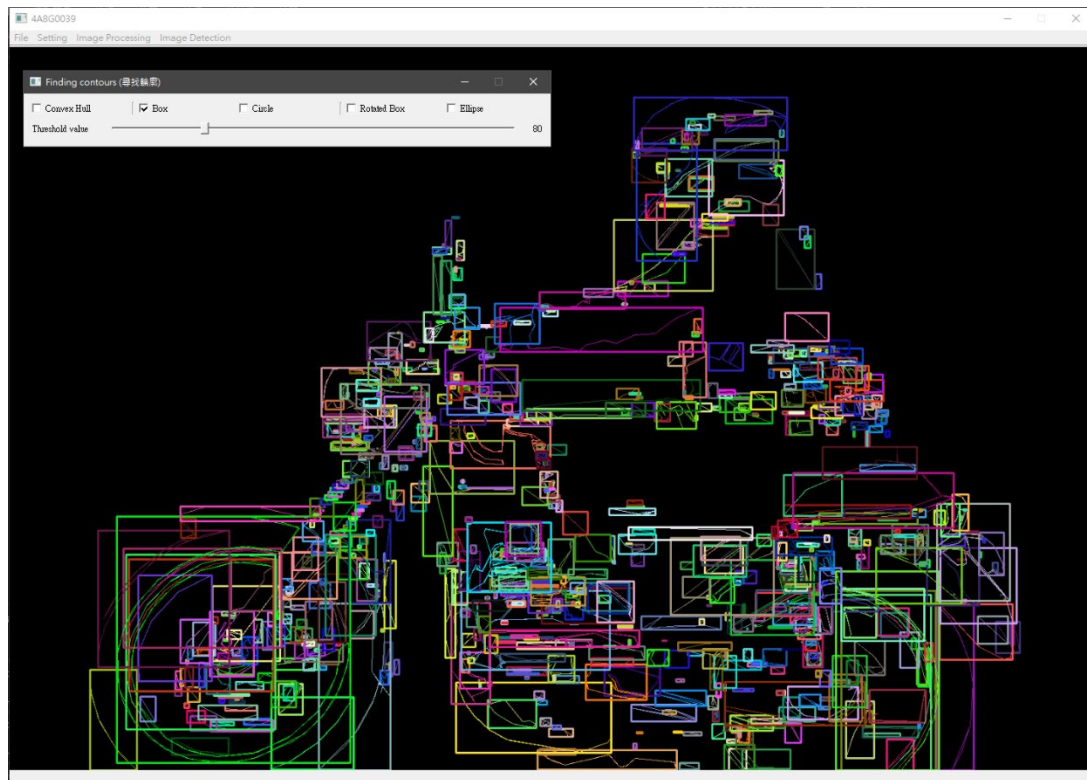 4A8G0039
File Setting Image Processing Image Detection
Finding contours (尋找輪廓)
Convex Hull Box Circle Rotated Box Ellipse
Threshold value 80